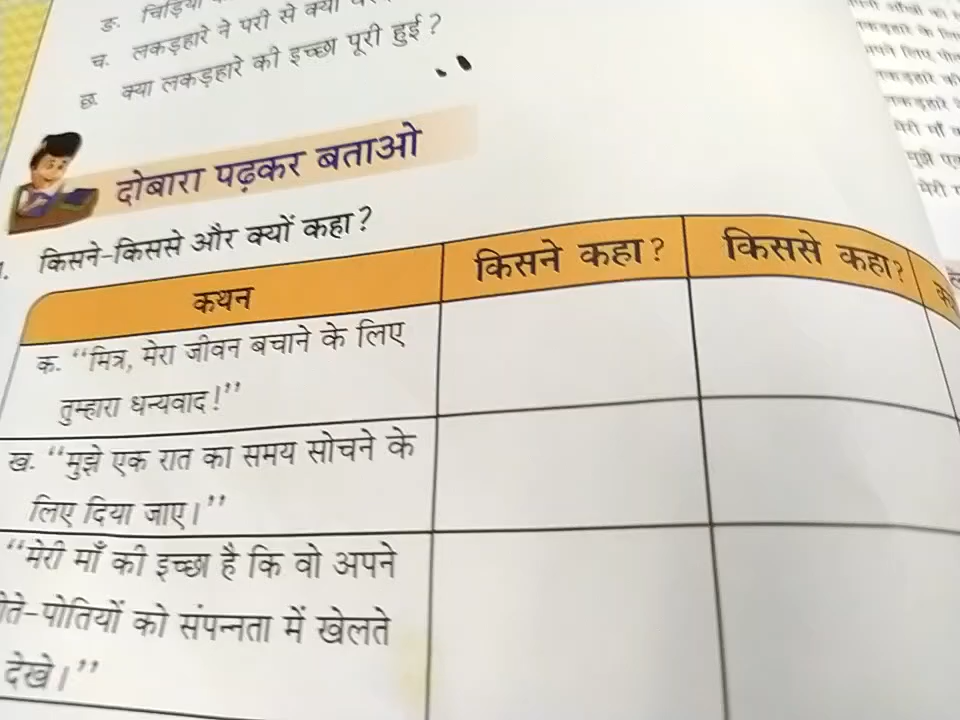 ङ. चिड़िया
च. लकड़हारे ने परी से क्या
छ. क्या लकड़हारे की इच्छा पूरी हुई?
दोबारा पढ़कर बताओ
किसने-किससे और क्यों कहा?
कथन किसने कहा? किससे कहा?
क. “मित्र, मेरा जीवन बचाने के लिए
तुम्हारा धन्यवाद!”
ख. “मुझे एक रात का समय सोचने के
लिए दिया जाए।”
“मेरी माँ की इच्छा है कि वो अपने
पोते-पोतियों को संपन्नता में खेलते
देखे।”